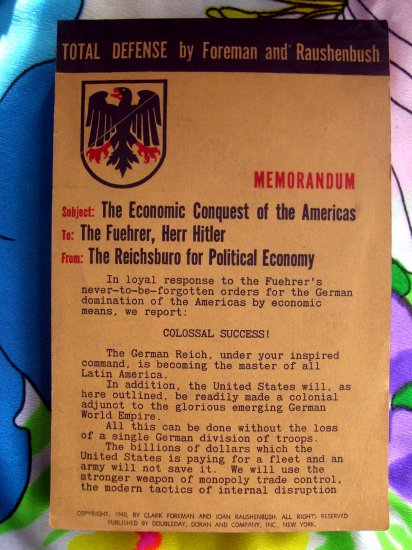 TOTAL DEFENSE by Foreman and Raushenbush
MEMORANDUM
Subject: The Economic Conquest of the Americas
To: The Fuehrer, Herr Hitler
From: The Reichsburo for Political Economy
In loyal response to the Fuehrer's
never-to-be-forgotten orders for the German
domination of the Americas by economic
means, we report:
COLOSSAL SUCCESS!
The German Reich, under your inspired
command, is becoming the master of all
Latin America.
In addition, the United States will, as
here outlined, be readily made a colonial
adjunct to the glorious emerging German
World Empire.
All this can be done without the loss
of a single German division of troops.
The billions of dollars which the
United States is paying for a fleet and an
army will not save it. We will use the
stronger weapon of monopoly trade control,
the modern tactics of internal disruption
COPYRIGHT, 1940, BY CLARK FOREMAN AND JOAN RAUSHENBUSH. ALL RIGHTS RESERVED
PUBLISHED BY DOUBLEDAY, DORAN AND COMPANY, INC., NEW YORK.